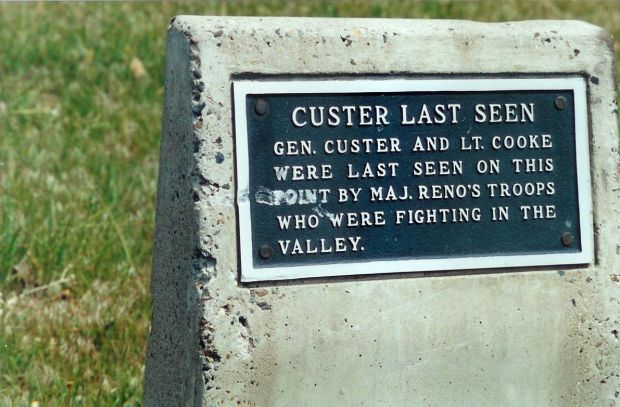 CUSTER LAST SEEN
GEN. CUSTER AND LT. COOKE
WERE LAST SEEN ON THIS
POINT BY MAJ. RENO'S TROOPS
WHO WERE FIGHTING IN THE
VALLEY.